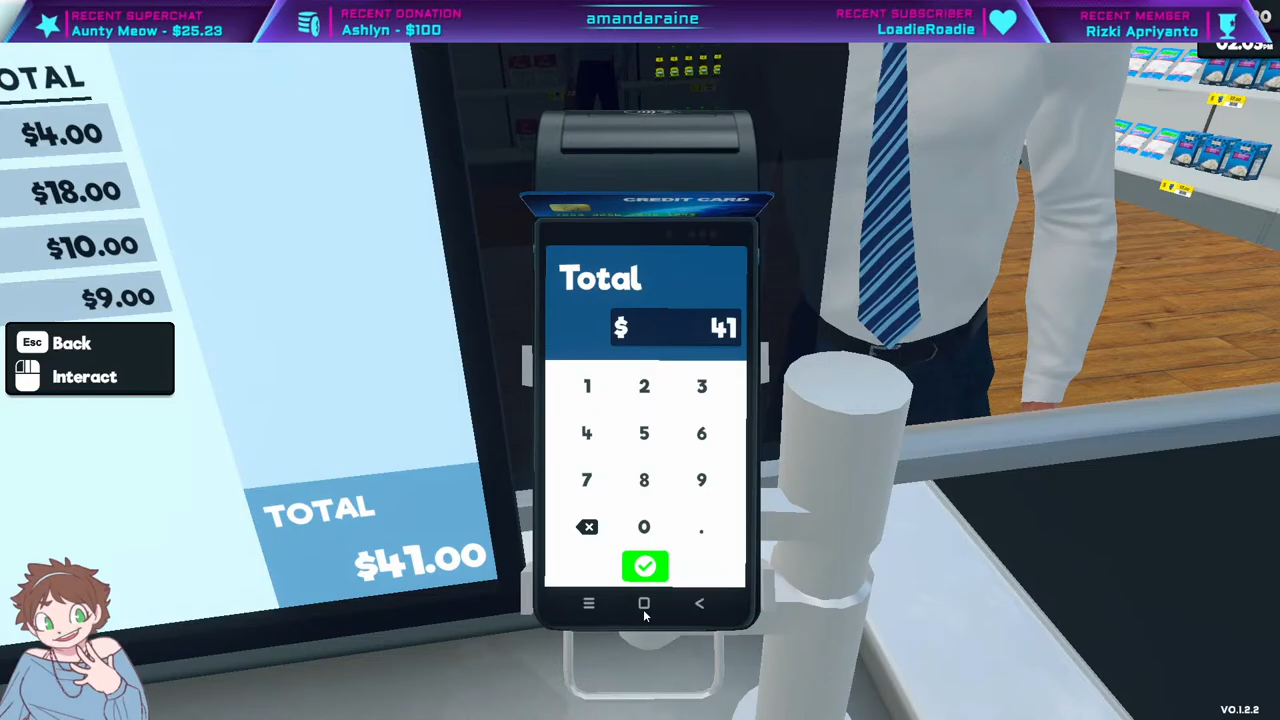 RECENT SUPERCHAT
Aunty Meow - $25.23
RECENT DONATION
Ashlyn - $100
amandaraine
RECENT SUBSCRIBER
LoadleRoadie
RECENT MEMBER
Rizki Apriyanto
OTAL
$4.00
$18.00
$10.00
$9.00
Esc Back
Interact
TOTAL
$41.00
CREDIT CARD
Total
$ 41
1 2 3
4 5 6
7 8 9
0 .
V0.1.2.2